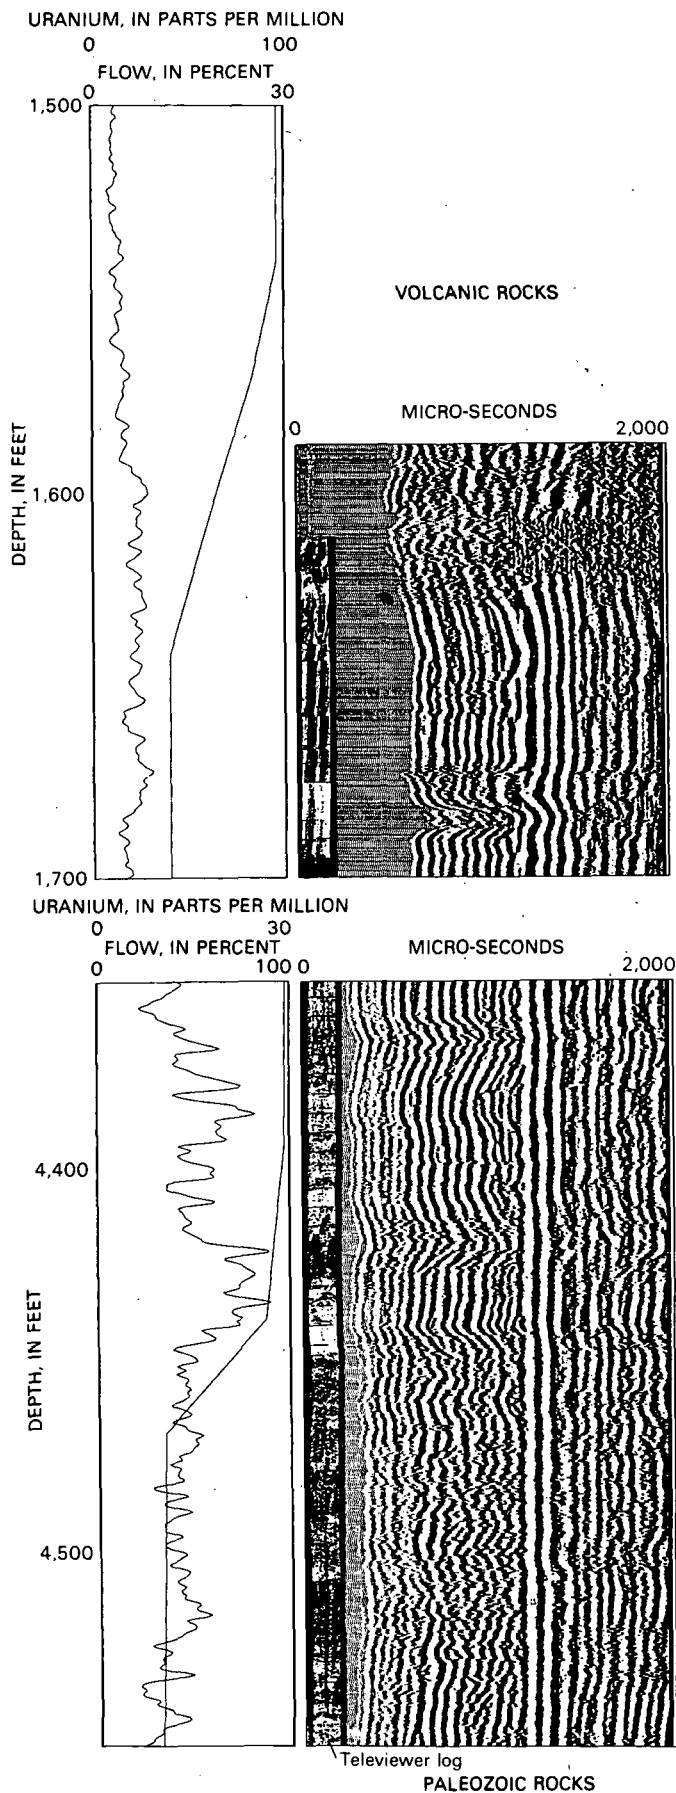 URANIUM, IN PARTS PER MILLION
0 100
FLOW, IN PERCENT
0 30
1,500
VOLCANIC ROCKS
MICRO-SECONDS
0 2,000
DEPTH, IN FEET
1,600
1,700
URANIUM, IN PARTS PER MILLION
0 30
FLOW, IN PERCENT
0 100
MICRO-SECONDS
0 2,000
4,400
DEPTH, IN FEET
4,500
Televiewer log
PALEOZOIC ROCKS